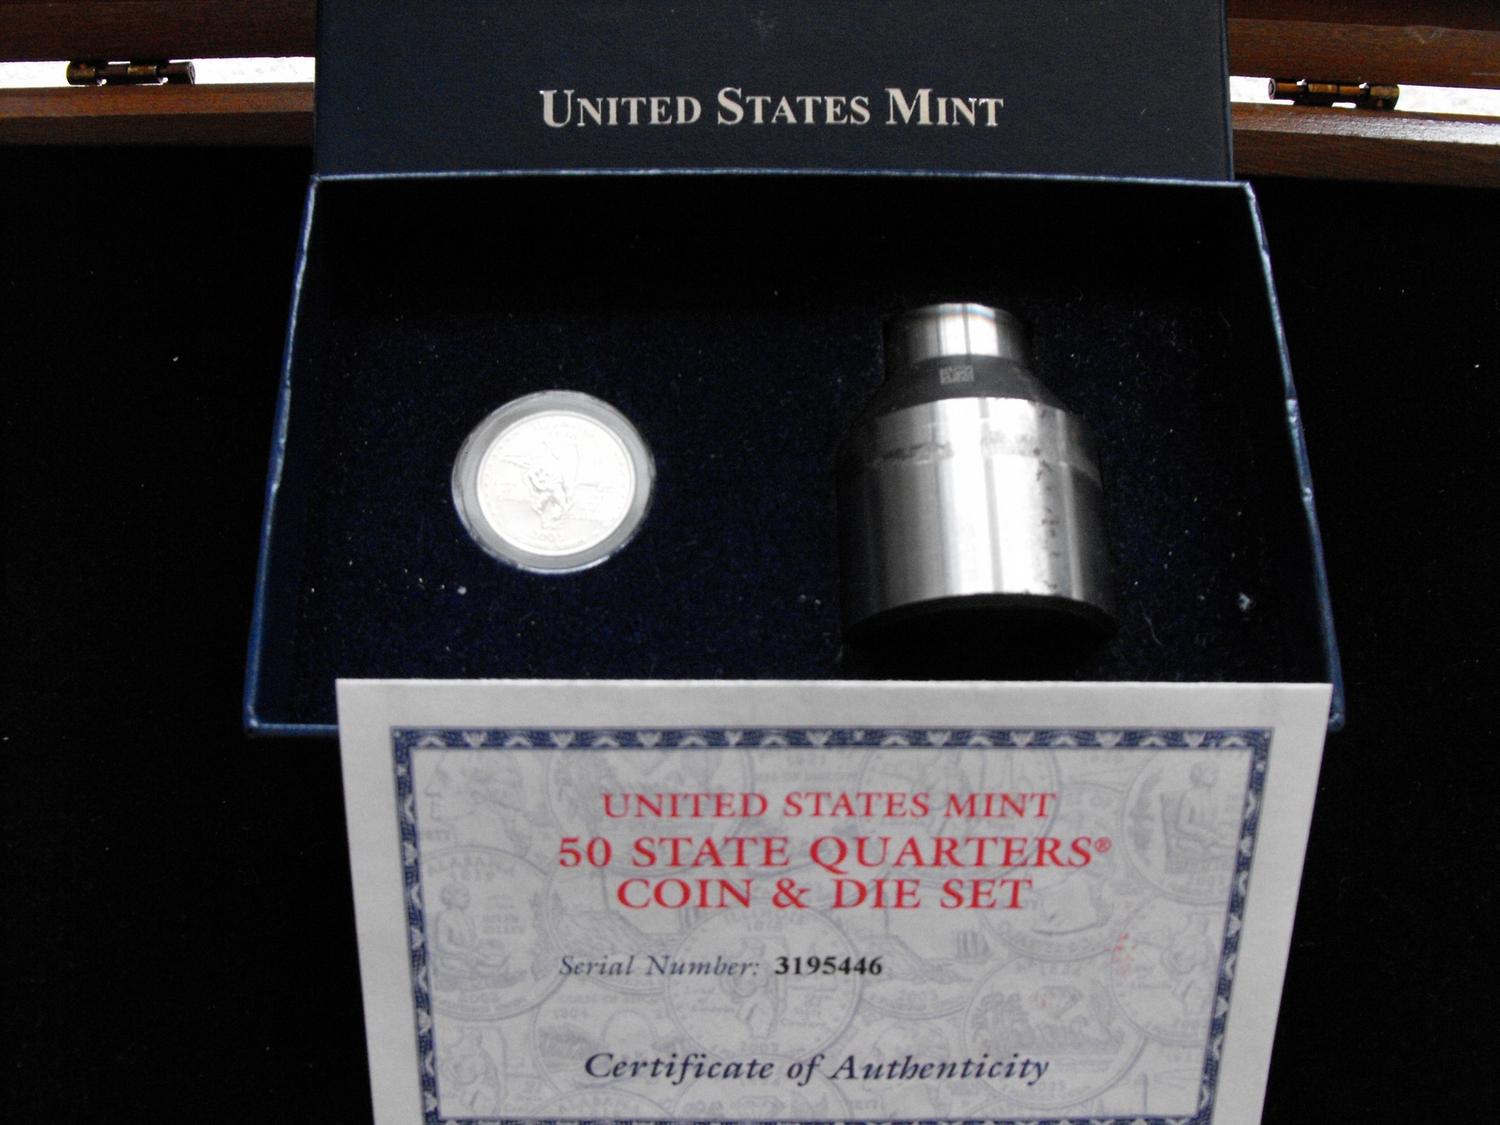 UNITED STATES MINT
UNITED STATES MINT
50 STATE QUARTERS®
COIN & DIE SET
Serial Number: 3195446
Certificate of Authenticity